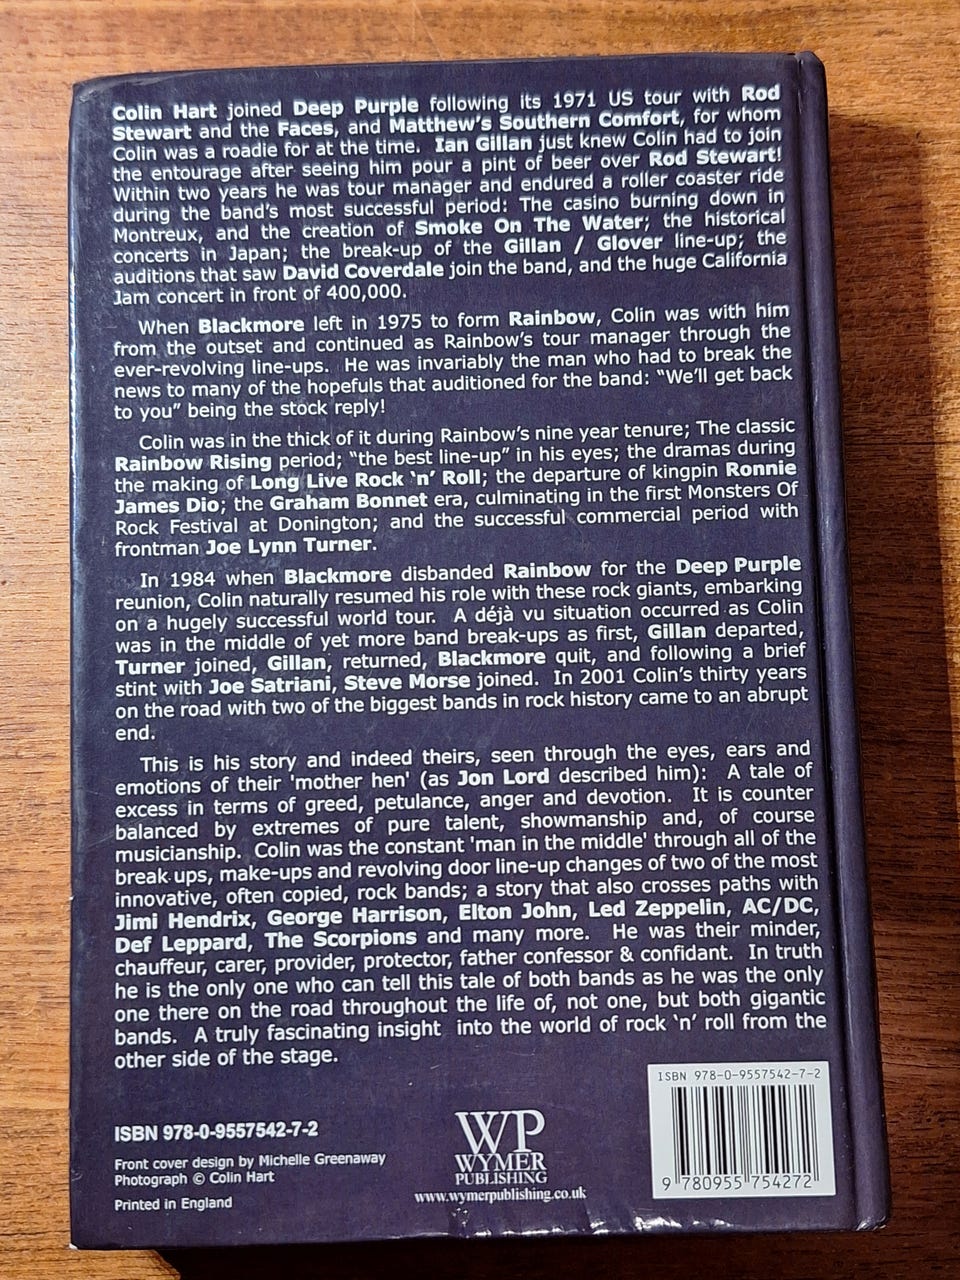 Colin Hart joined Deep Purple following its 1971 US tour with Rod
Stewart and the Faces, and Matthew's Southern Comfort, for whom
Colin was a roadie for at the time. Ian Gillan just knew Colin had to join
the entourage after seeing him pour a pint of beer over Rod Stewart!
Within two years he was tour manager and endured a roller coaster ride
during the band's most successful period: The casino burning down in
Montreux, and the creation of Smoke On The Water; the historical
concerts in Japan; the break-up of the Gillan / Glover line-up; the
auditions that saw David Coverdale join the band, and the huge California
Jam concert in front of 400,000.
When Blackmore left in 1975 to form Rainbow, Colin was with him
from the outset and continued as Rainbow's tour manager through the
ever-revolving line-ups. He was invariably the man who had to break the
news to many of the hopefuls that auditioned for the band: "We'll get back
to you" being the stock reply!
Colin was in the thick of it during Rainbow's nine year tenure; The classic
Rainbow Rising period; "the best line-up" in his eyes; the dramas during
the making of Long Live Rock 'n' Roll; the departure of kingpin Ronnie
James Dio; the Graham Bonnet era, culminating in the first Monsters Of
Rock Festival at Donington; and the successful commercial period with
frontman Joe Lynn Turner.
In 1984 when Blackmore disbanded Rainbow for the Deep Purple
reunion, Colin naturally resumed his role with these rock giants, embarking
on a hugely successful world tour. A déjà vu situation occurred as Colin
was in the middle of yet more band break-ups as first, Gillan departed,
Turner joined, Gillan, returned, Blackmore quit, and following a brief
stint with Joe Satriani, Steve Morse joined. In 2001 Colin's thirty years
on the road with two of the biggest bands in rock history came to an abrupt
end.
This is his story and indeed theirs, seen through the eyes, ears and
emotions of their 'mother hen' (as Jon Lord described him): A tale of
excess in terms of greed, petulance, anger and devotion. It is counter
balanced by extremes of pure talent, showmanship and, of course
musicianship. Colin was the constant 'man in the middle' through all of the
break-ups, make-ups and revolving door line-up changes of two of the most
innovative, often copied, rock bands; a story that also crosses paths with
Jimi Hendrix, George Harrison, Elton John, Led Zeppelin, AC/DC,
Def Leppard, The Scorpions and many more. He was their minder,
chauffeur, carer, provider, protector, father confessor & confidant. In truth
he is the only one who can tell this tale of both bands as he was the only
one there on the road throughout the life of, not one, but both gigantic
bands. A truly fascinating insight into the world of rock 'n' roll from the
other side of the stage.
ISBN 978-0-9557542-7-2
Front cover design by Michelle Greenaway
Photograph © Colin Hart
Printed in England
WP
WYMER
PUBLISHING
www.wymerpublishing.co.uk
ISBN 978-0-9557542-7-2
9 780955 754272